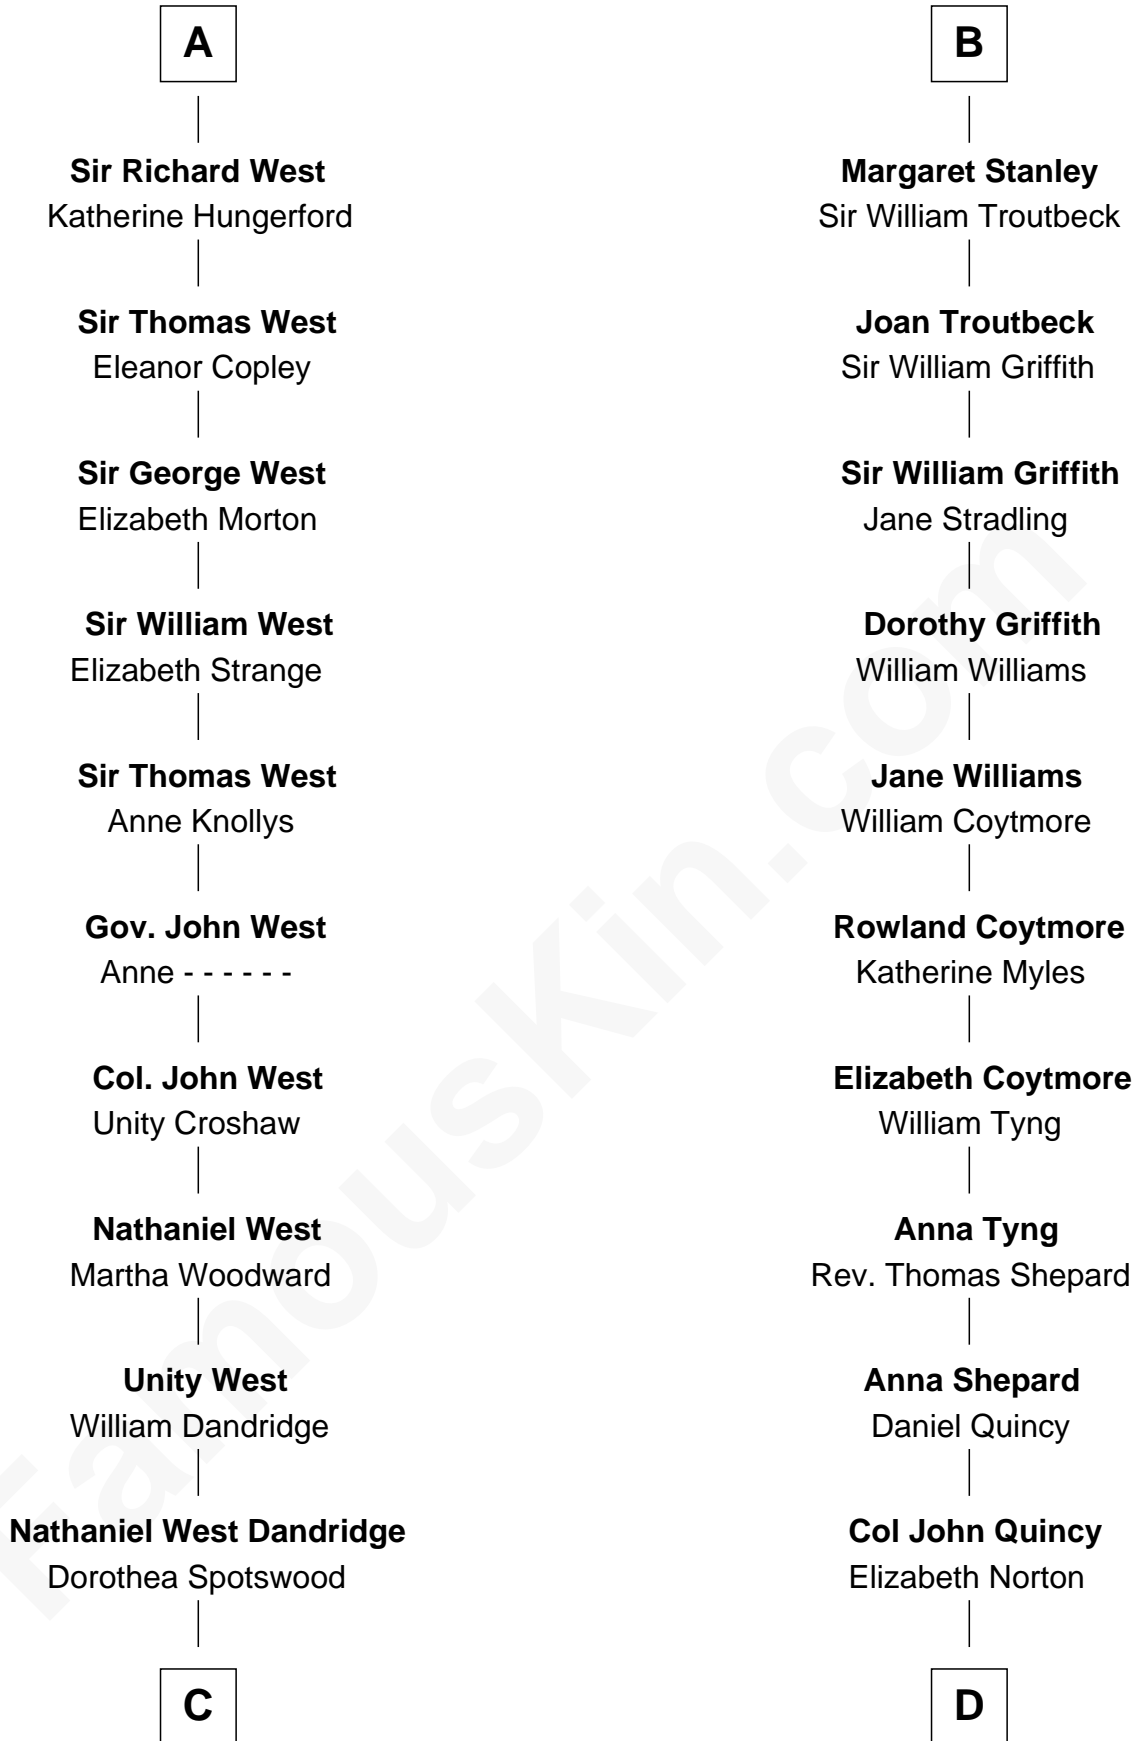 A
Sir Richard West
Katherine Hungerford
Sir Thomas West
Eleanor Copley
Sir George West
Elizabeth Morton
Sir William West
Elizabeth Strange
Sir Thomas West
Anne Knollys
Gov. John West
Anne - - - - - -
Col. John West
Unity Croshaw
Nathaniel West
Martha Woodward
Unity West
William Dandridge
Nathaniel West Dandridge
Dorothea Spotswood
C
B
Margaret Stanley
Sir William Troutbeck
Joan Troutbeck
Sir William Griffith
Sir William Griffith
Jane Stradling
Dorothy Griffith
William Williams
Jane Williams
William Coytmore
Rowland Coytmore
Katherine Myles
Elizabeth Coytmore
William Tyng
Anna Tyng
Rev. Thomas Shepard
Anna Shepard
Daniel Quincy
Col John Quincy
Elizabeth Norton
D
FamousKin.com